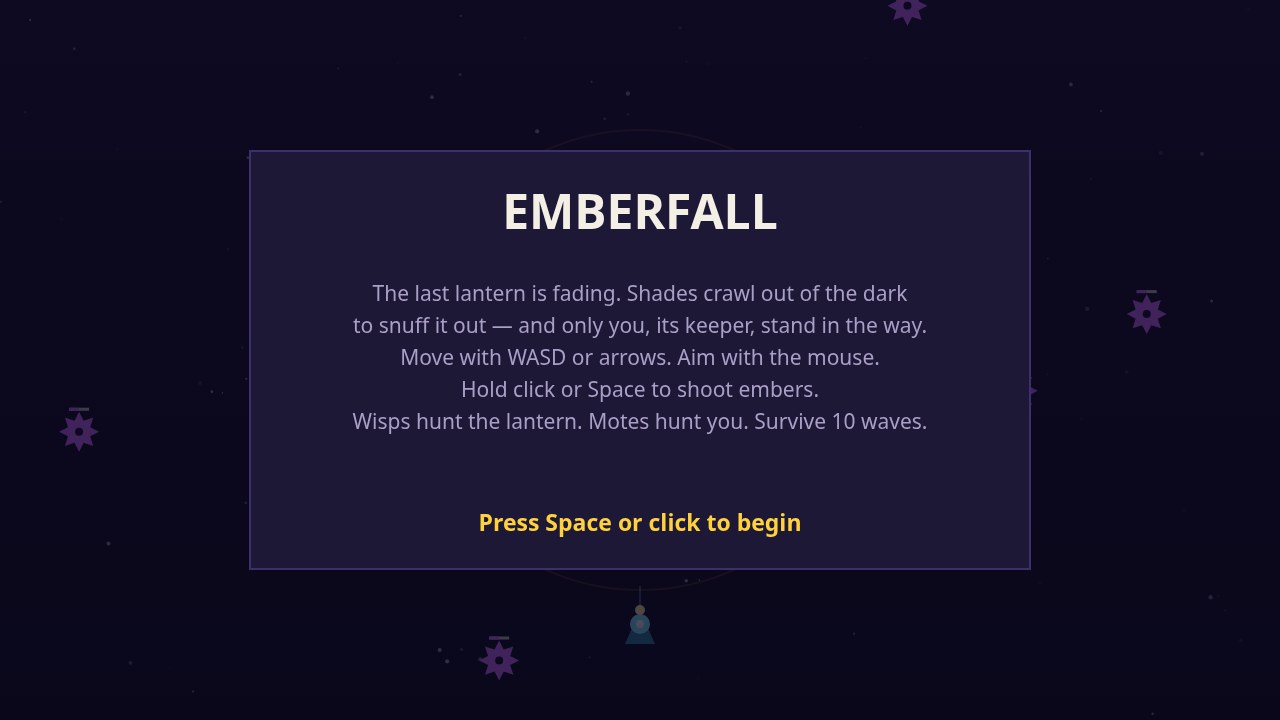 EMBERFALL
The last lantern is fading. Shades crawl out of the dark
to snuff it out — and only you, its keeper, stand in the way.
Move with WASD or arrows. Aim with the mouse.
Hold click or Space to shoot embers.
Wisps hunt the lantern. Motes hunt you. Survive 10 waves.
Press Space or click to begin